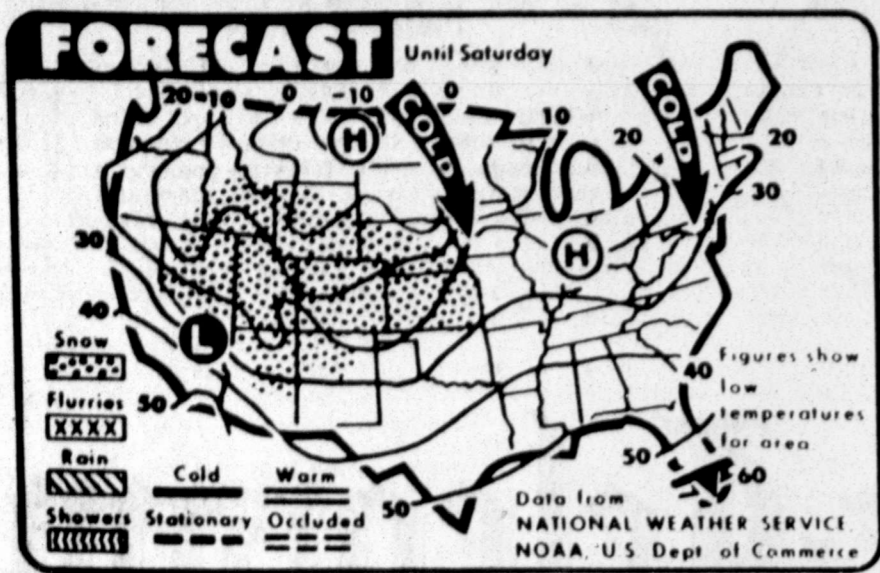 FORECAST Until Saturday
20 -10 0 -10 0
COLD COLD
10
20 20
30
H
H
30
40
L
Snow
Flurries
Rain
Showers
50
Cold Warm
Stationary Occluded
50
40
50
60
Figures show
low
temperatures
for area
Data from
NATIONAL WEATHER SERVICE,
NOAA, U.S. Dept of Commerce